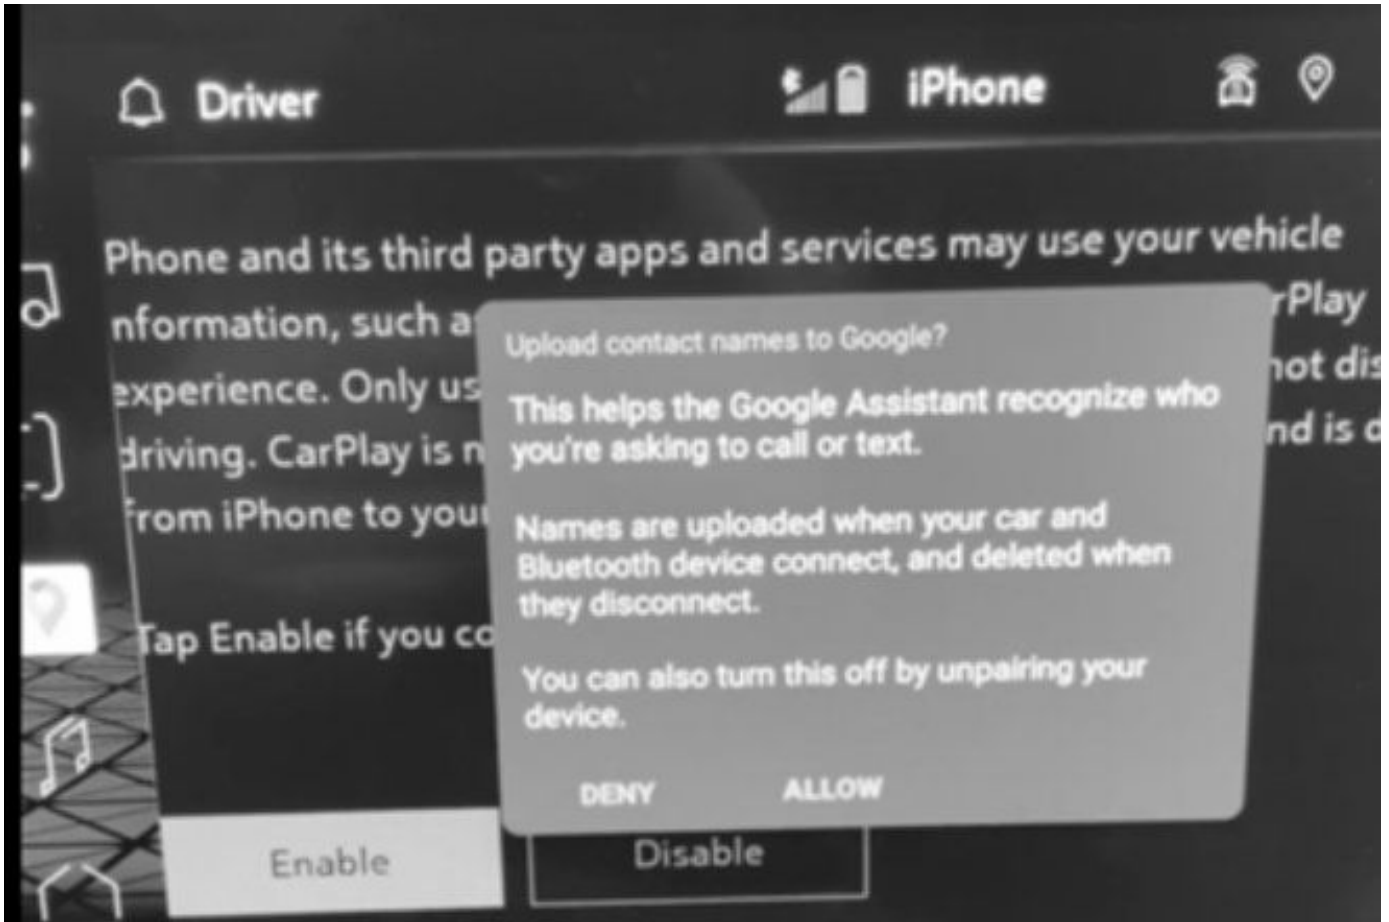 Driver
iPhone
Phone and its third party apps and services may use your vehicle
nformation, such a
rPlay
experience. Only us
not dis
driving. CarPlay is n
nd is d
from iPhone to you
Tap Enable if you co
Upload contact names to Google?
This helps the Google Assistant recognize who
you're asking to call or text.
Names are uploaded when your car and
Bluetooth device connect, and deleted when
they disconnect.
You can also turn this off by unpairing your
device.
DENY
ALLOW
Enable
Disable